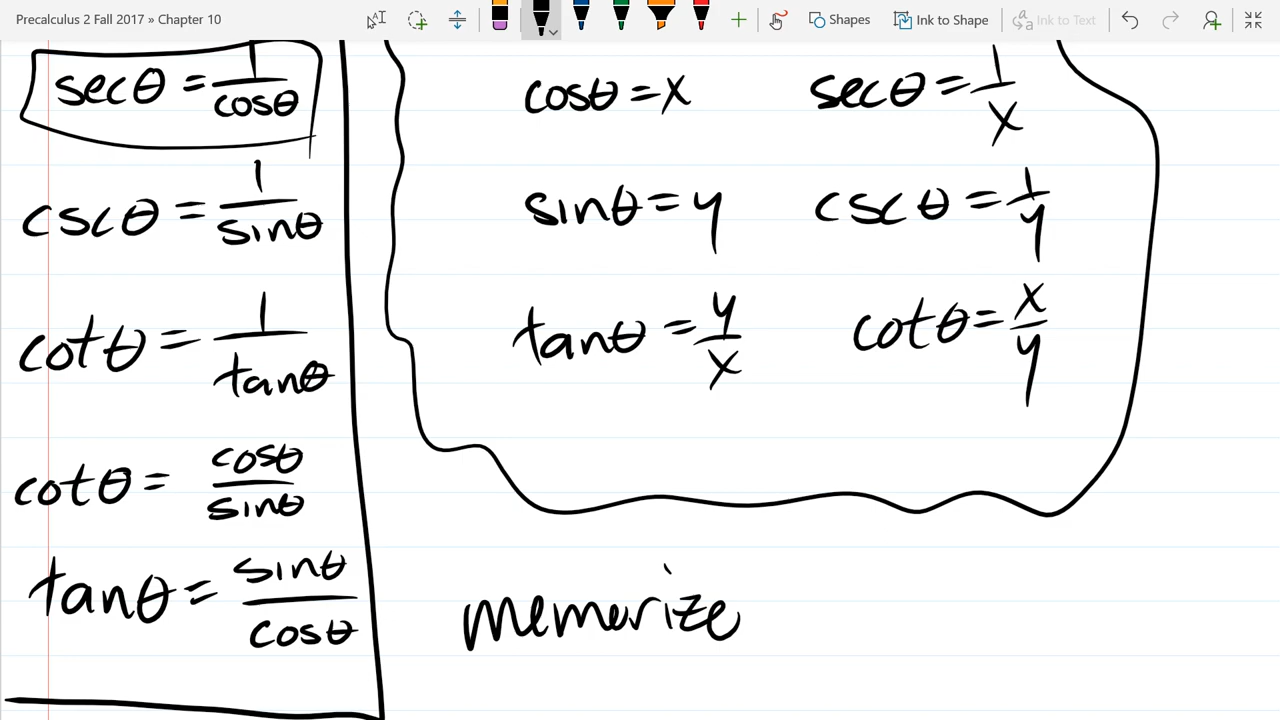 Precalculus 2 Fall 2017 » Chapter 10
Shapes
Ink to Shape
Ink to Text
secθ = 1/cosθ
cscθ = 1/sinθ
cotθ = 1/tanθ
cotθ = cosθ/sinθ
tanθ = sinθ/cosθ
cosθ = x secθ = 1/x
sinθ = y cscθ = 1/y
tanθ = y/x cotθ = x/y
memorize